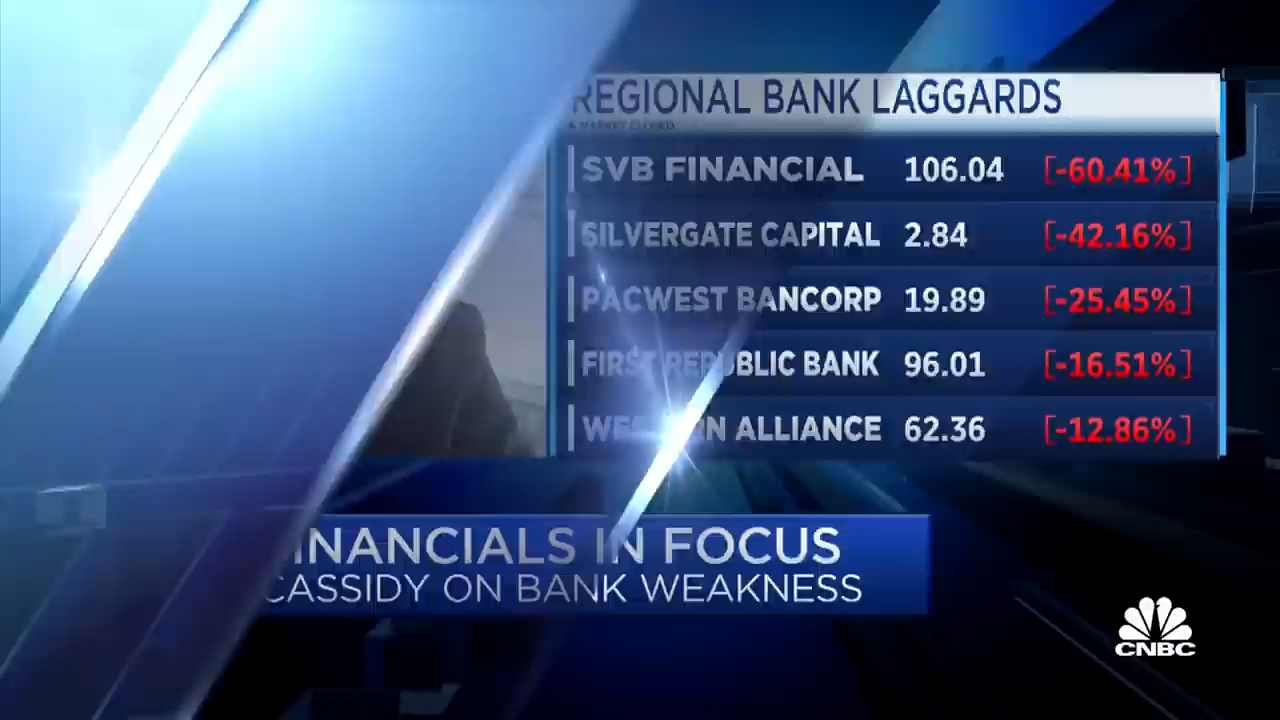 REGIONAL BANK LAGGARDS
SVB FINANCIAL 106.04 [-60.41%]
SILVERGATE CAPITAL 2.84 [-42.16%]
PACWEST BANCORP 19.89 [-25.45%]
FIRST REPUBLIC BANK 96.01 [-16.51%]
WESTERN ALLIANCE 62.36 [-12.86%]
INANCIALS IN FOCUS
CASSIDY ON BANK WEAKNESS
CNBC